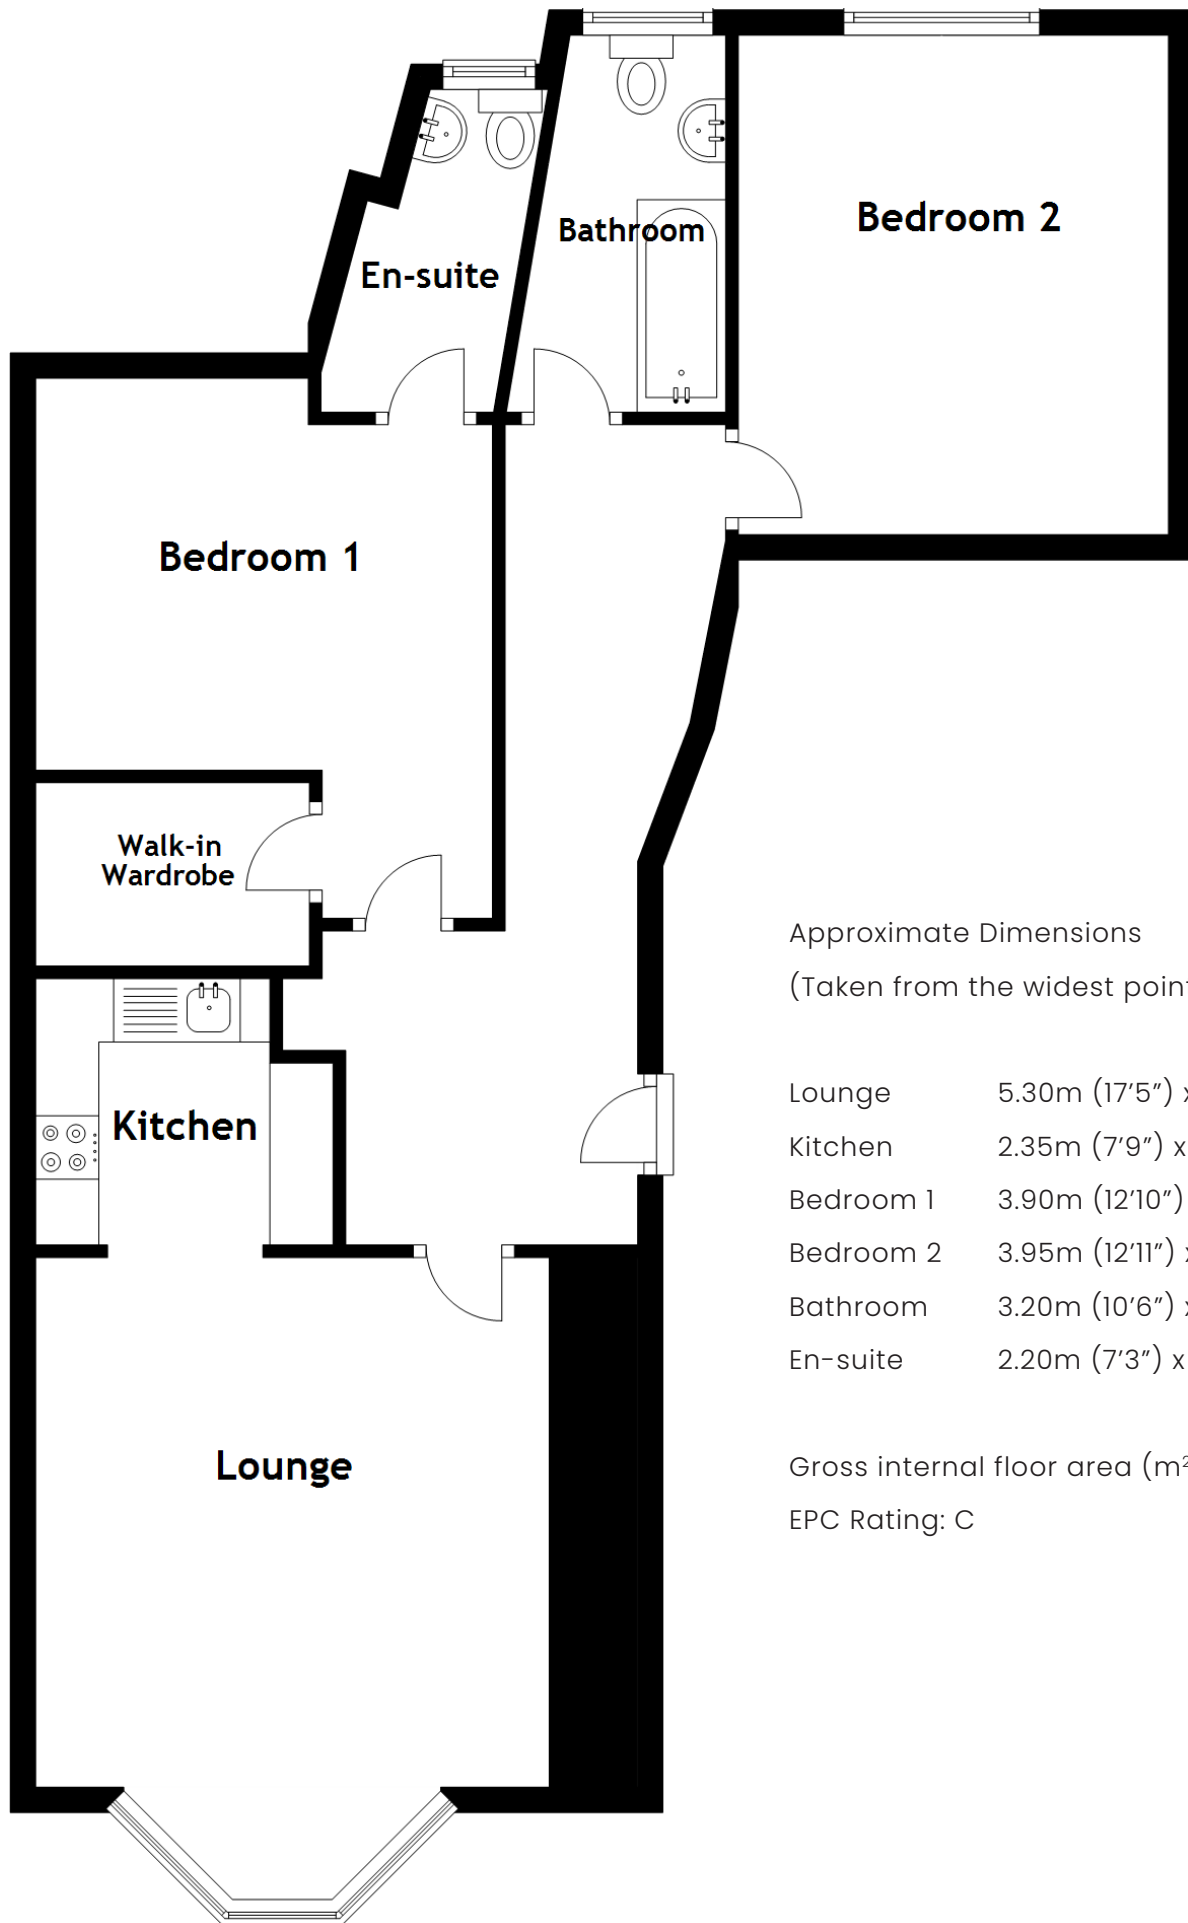 Bathroom
Bedroom 2
En-suite
Bedroom 1
Walk-in
Wardrobe
Kitchen
Lounge
Approximate Dimensions
(Taken from the widest
Lounge 5.30m (17'5") x
Kitchen 2.35m (7'9") x
Bedroom 1 3.90m (12'10")
Bedroom 2 3.95m (12'11") x
Bathroom 3.20m (10'6") x
En-suite 2.20m (7'3") x
Gross internal floor area (m²
EPC Rating: C